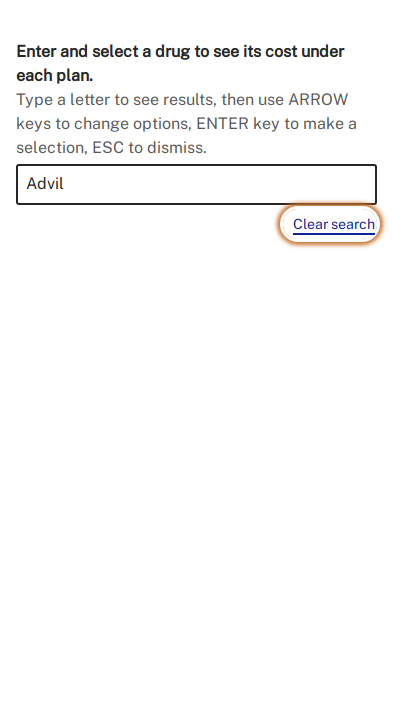 Enter and select a drug to see its cost under
each plan.
Type a letter to see results, then use ARROW
keys to change options, ENTER key to make a
selection, ESC to dismiss.
Advil
Clear search